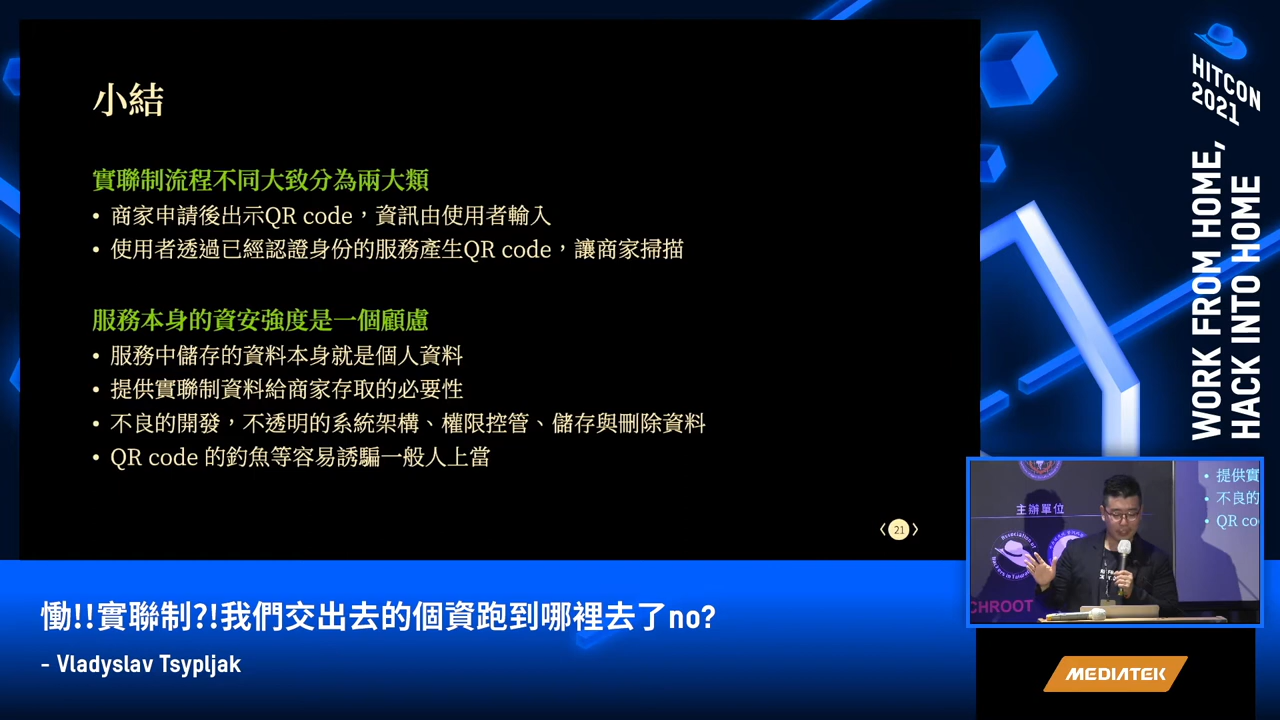 小結
實聯制流程不同大致分為兩大類
• 商家申請後出示QR code，資訊由使用者輸入
• 使用者透過已經認證身份的服務產生QR code，讓商家掃描
服務本身的資安強度是一個顧慮
• 服務中儲存的資料本身就是個人資料
• 提供實聯制資料給商家存取的必要性
• 不良的開發，不透明的系統架構、權限控管、儲存與刪除資料
• QR code 的釣魚等容易誘騙一般人上當
21
HITCON
2021
WORK FROM HOME,
HACK INTO HOME
• 提供實
• 不良的
• QR co
主辦單位
CHROOT
慟!!實聯制?!我們交出去的個資跑到哪裡去了no?
- Vladyslav Tsypljak
MEDIATEK